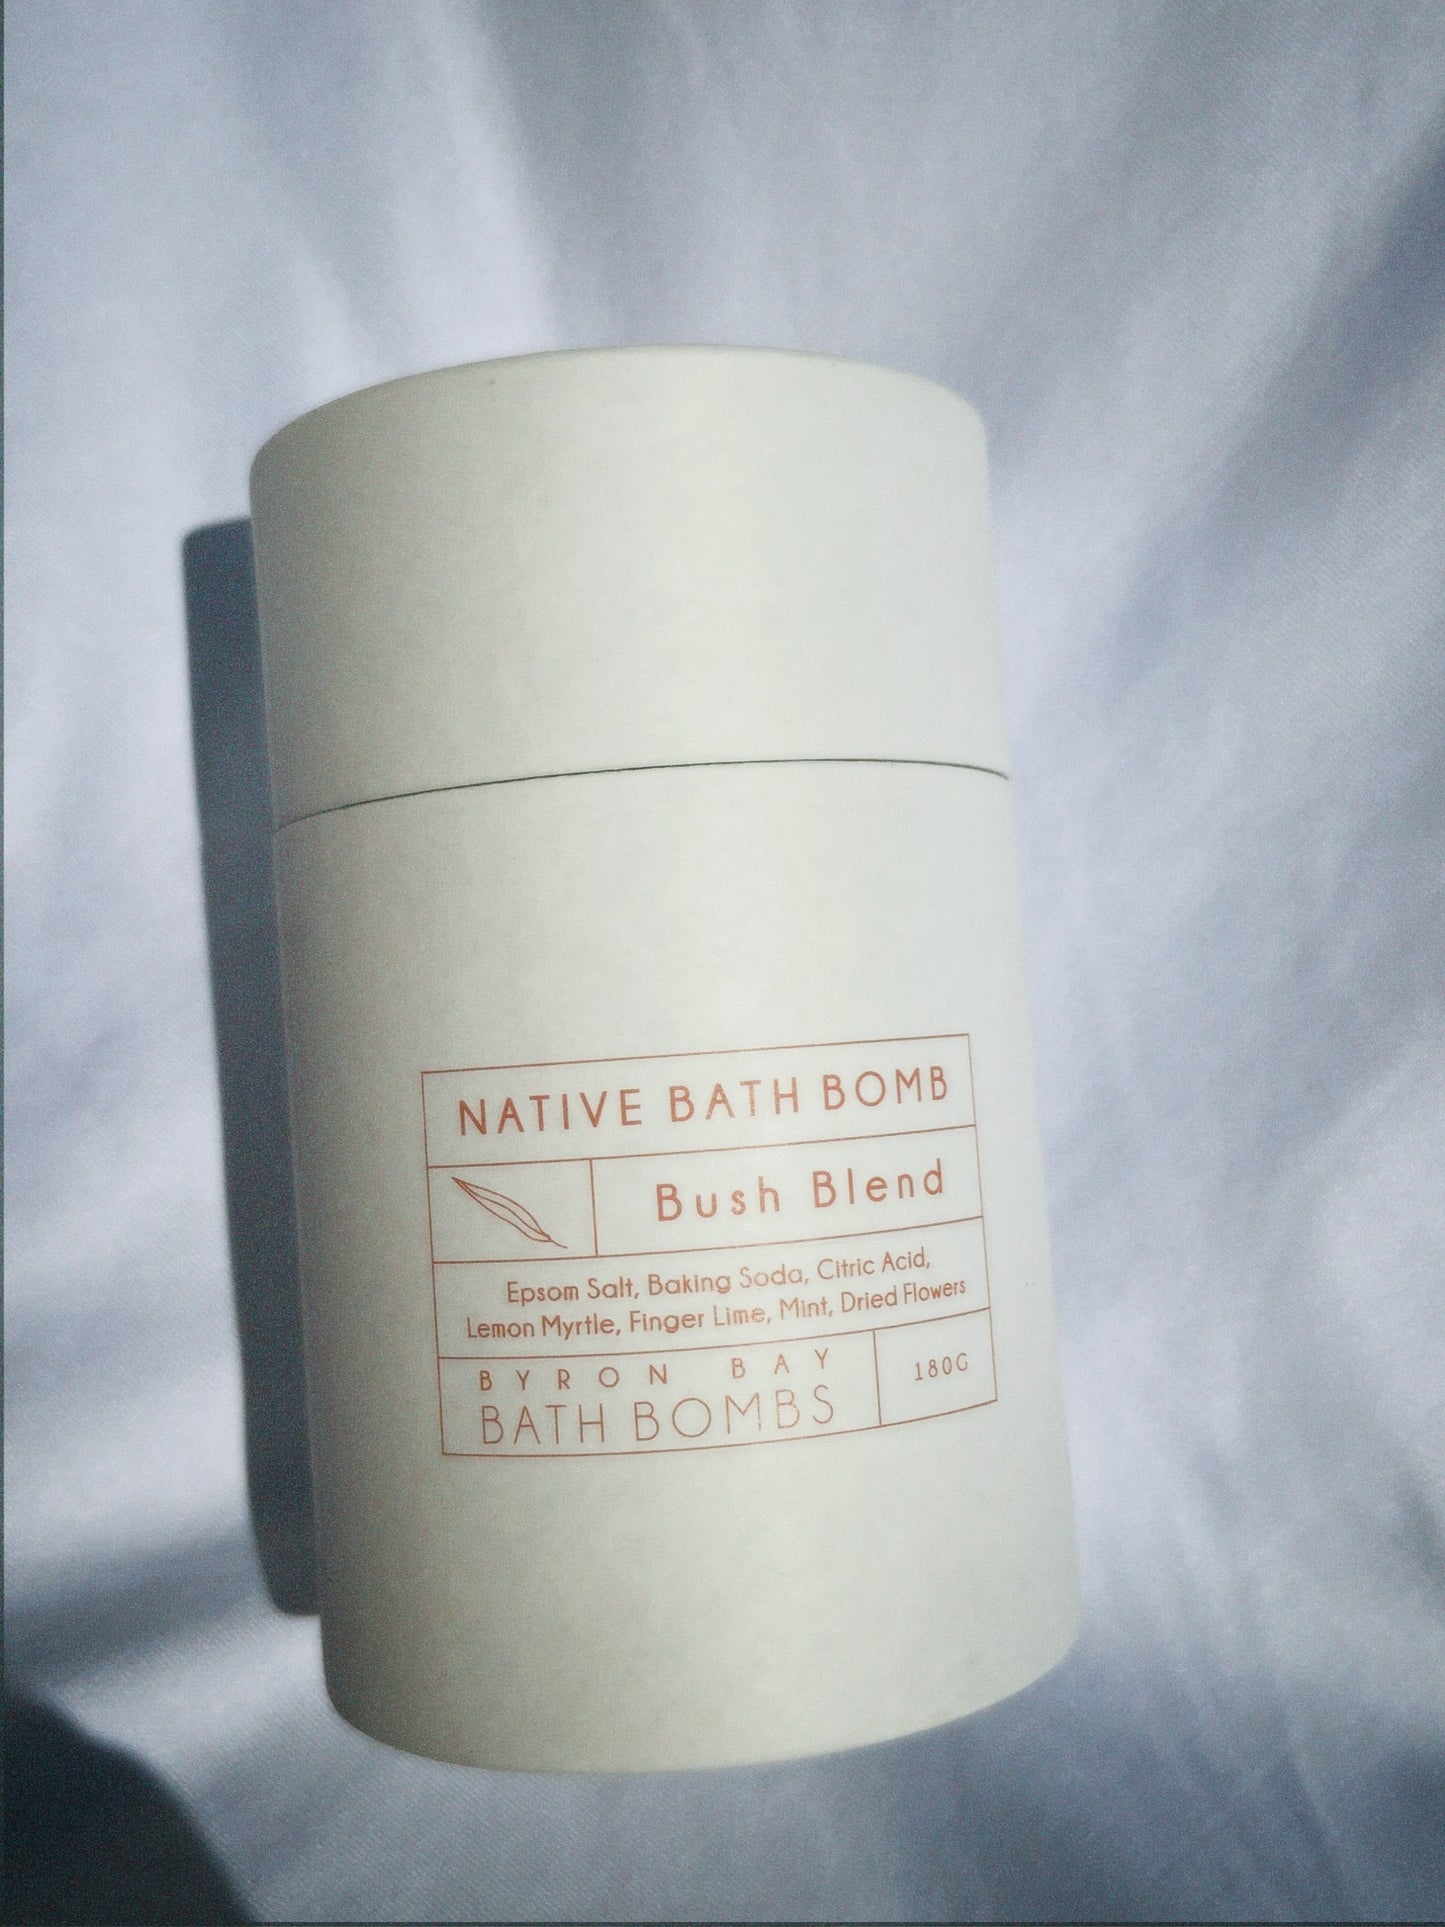 NATIVE BATH BOMB
Bush Blend
Epsom Salt, Baking Soda, Citric Acid,
Lemon Myrtle, Finger Lime, Mint, Dried Flowers
BYRON BAY
BATH BOMBS
180G